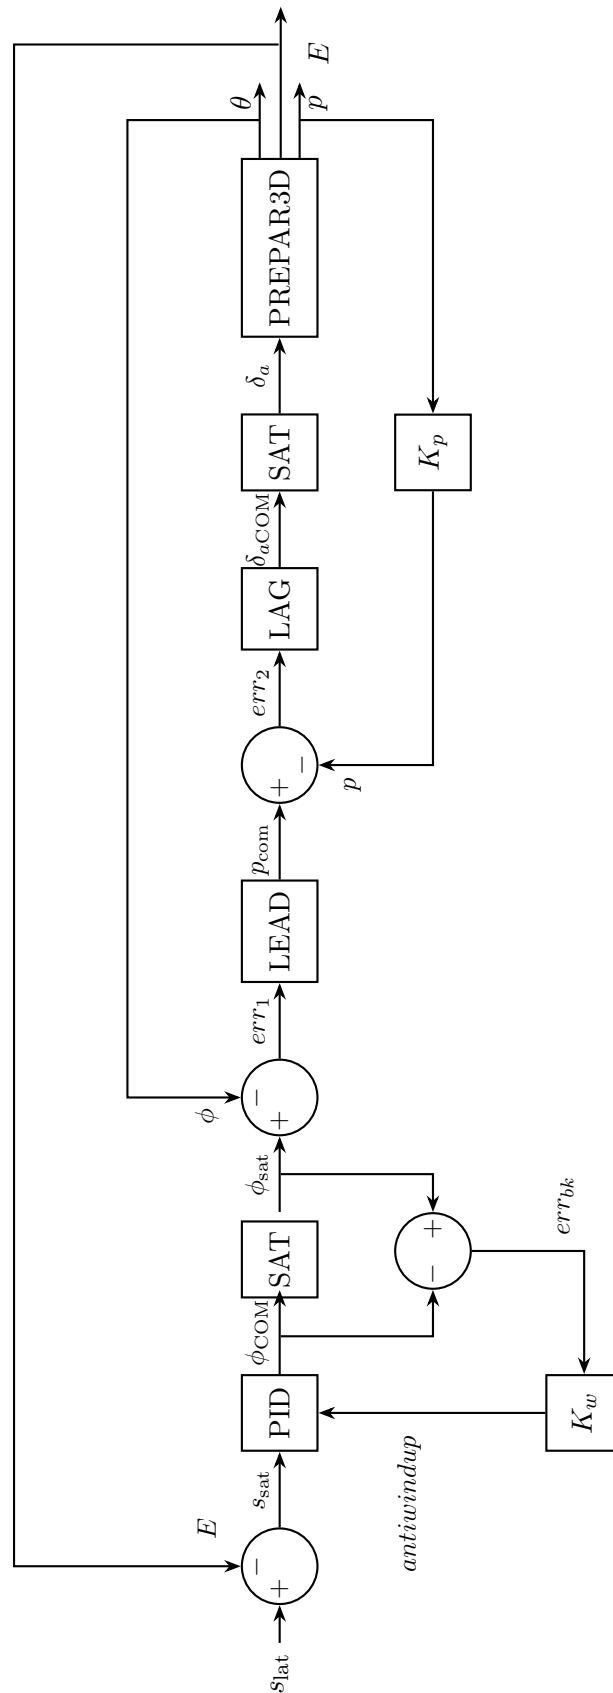 s_lat
+
−
E
s_sat
PID
ϕ_COM
SAT
ϕ_sat
+
−
ϕ
err_1
LEAD
p_com
+
−
p
err_2
LAG
δ_aCOM
SAT
δ_a
PREPAR3D
θ
E
p
K_p
−
+
err_bk
K_w
antiwindup